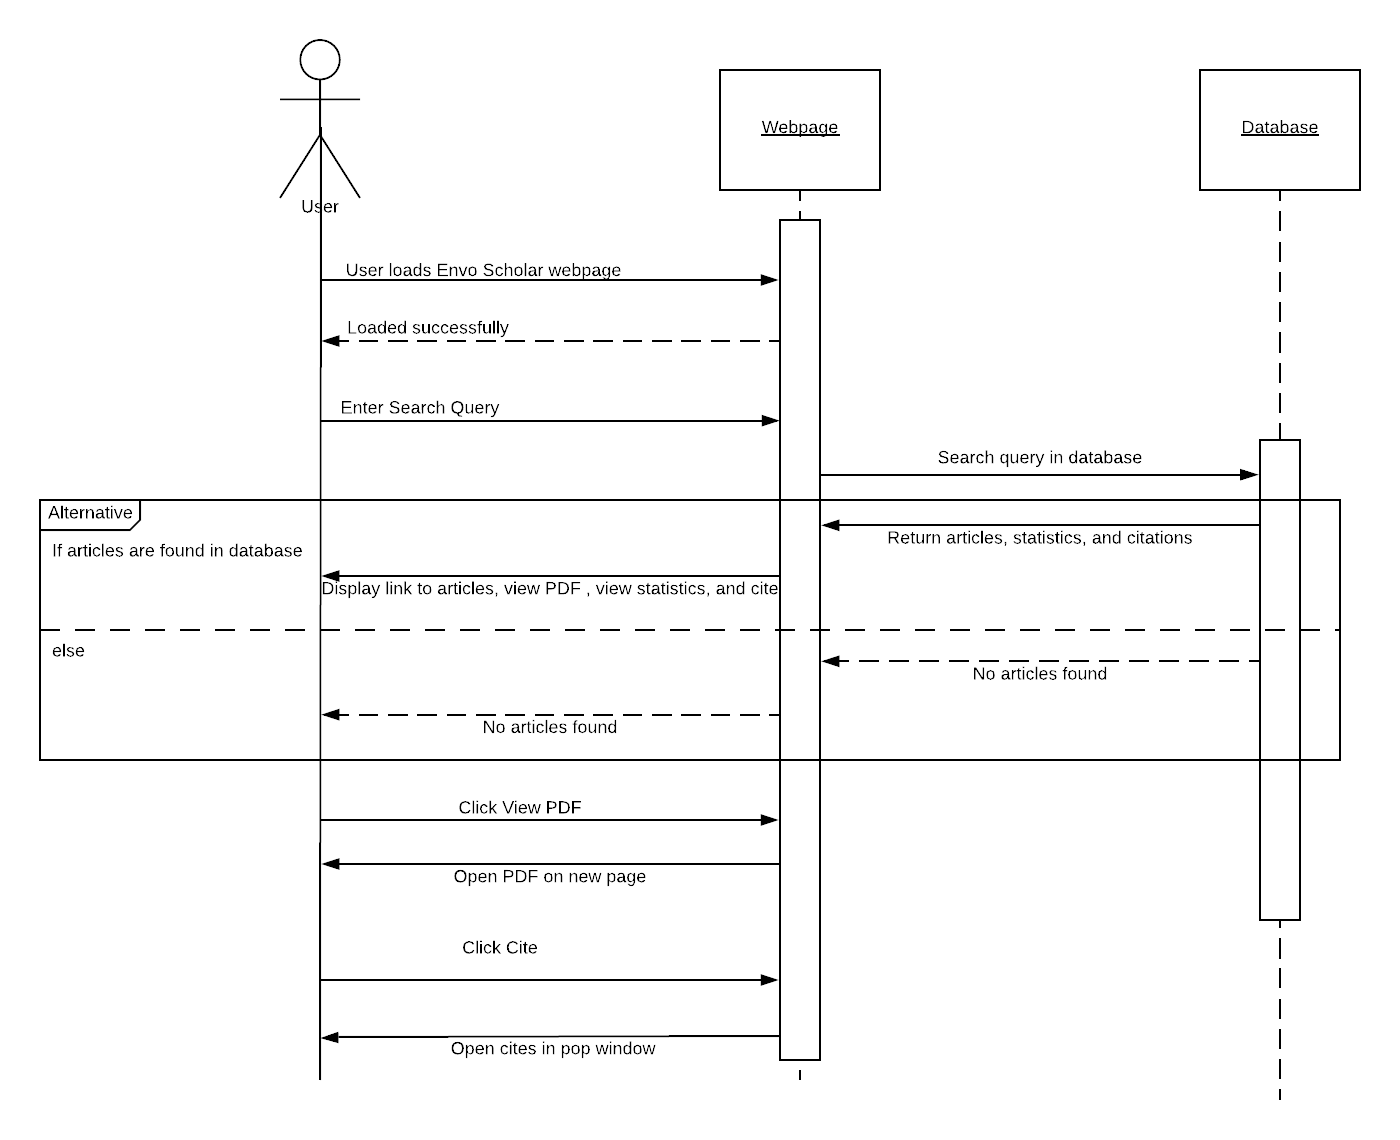 User
Webpage
Database
User loads Envo Scholar webpage
Loaded successfully
Enter Search Query
Search query in database
Alternative
Return articles, statistics, and citations
If articles are found in database
Display link to articles, view PDF , view statistics, and cite
else
No articles found
No articles found
Click View PDF
Open PDF on new page
Click Cite
Open cites in pop window